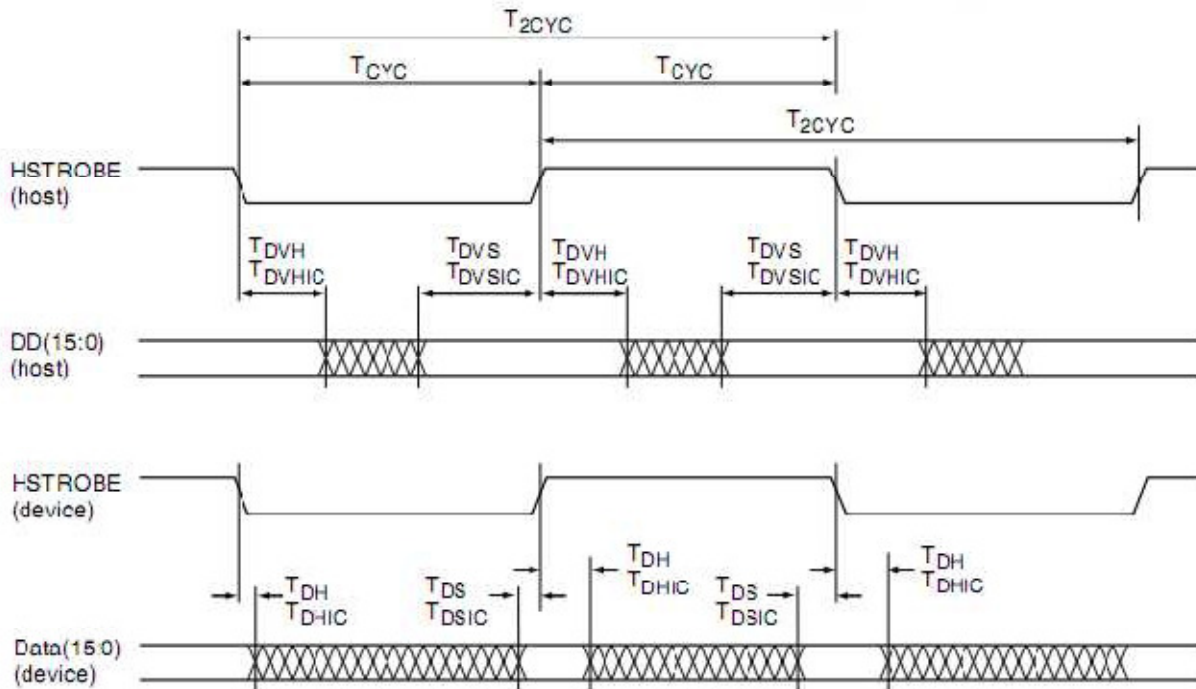 T2CYC
TCYC TCYC
T2CYC
HSTROBE
(host)
TDVH TDVS TDVH TDVS TDVH
TDVHIC TDVSIC TDVHIC TDVSIC TDVHIC
DD(15:0)
(host)
HSTROBE
(device)
TDH TDH
TDHIC TDHIC
TDH TDS TDS
TDHIC TDSIC TDSIC
Data(15:0)
(device)